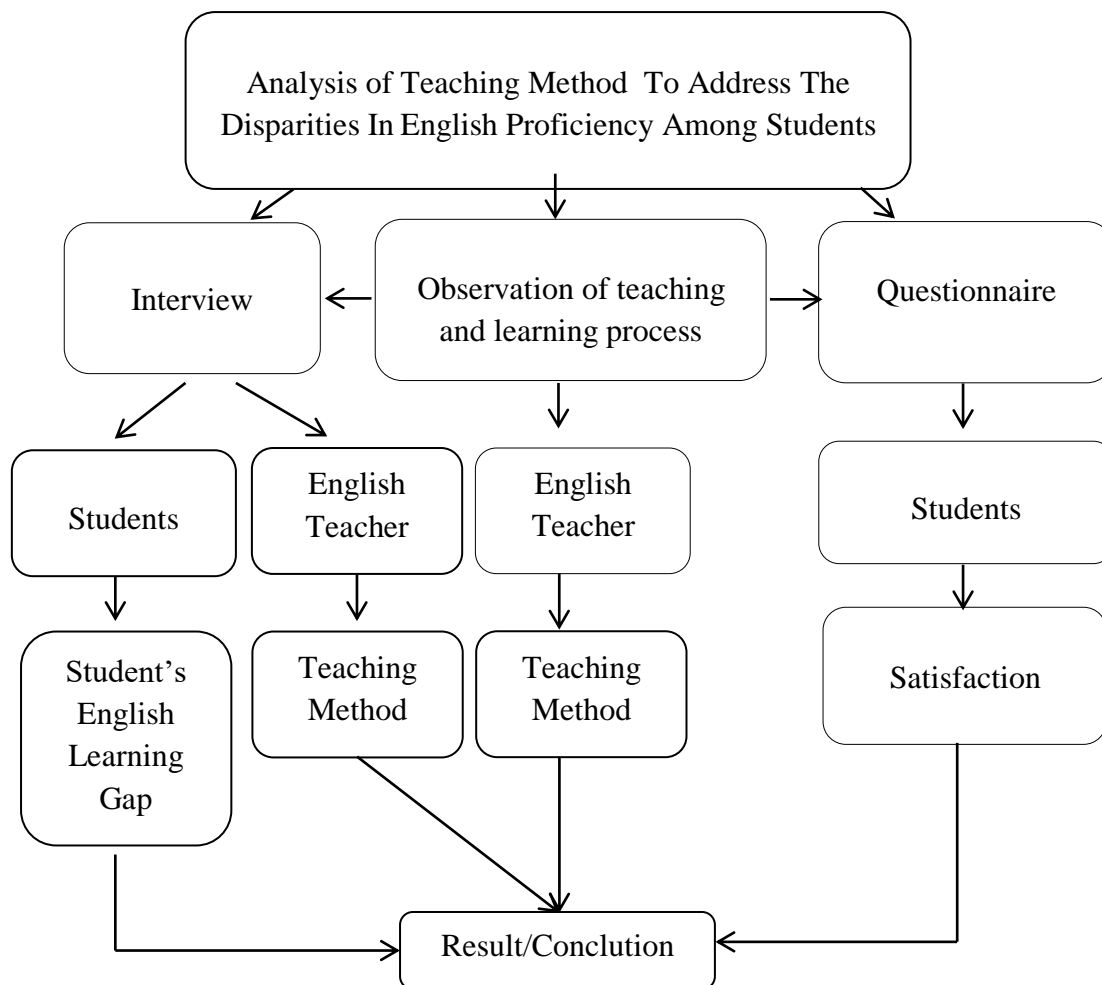 Analysis of Teaching Method To Address The
Disparities In English Proficiency Among Students
Interview
Observation of teaching
and learning process
Questionnaire
Students
English
Teacher
English
Teacher
Students
Student’s
English
Learning
Gap
Teaching
Method
Teaching
Method
Satisfaction
Result/Conclution